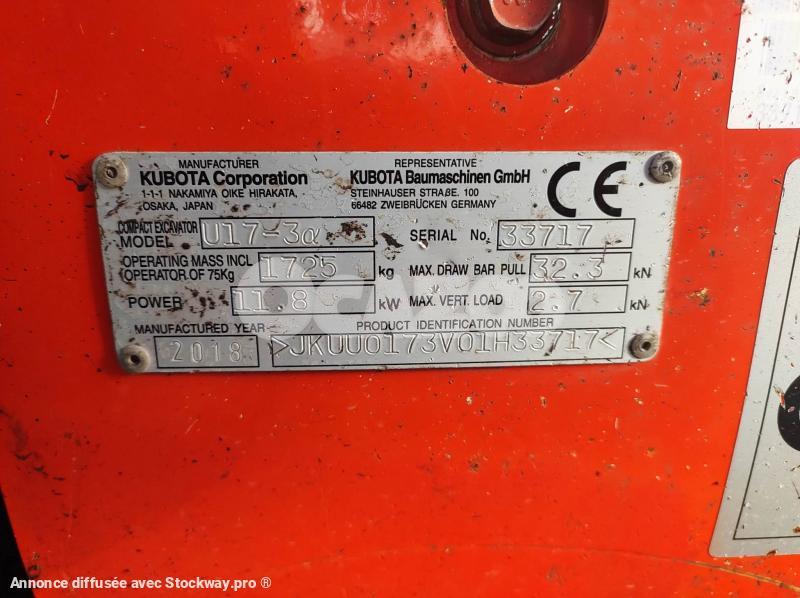 MANUFACTURER
KUBOTA Corporation
1-1-1 NAKAMIYA OIKE HIRAKATA,
OSAKA, JAPAN
REPRESENTATIVE
KUBOTA Baumaschinen GmbH
STEINHAUSER STRAßE. 100
66482 ZWEIBRÜCKEN GERMANY
CE
COMPACT EXCAVATOR
MODEL U17-3α
SERIAL No. 33717
OPERATING MASS INCL
OPERATOR OF 75Kg 1725 kg
MAX. DRAW BAR PULL 32.3 kN
POWER 11.8 kW
MAX. VERT. LOAD 2.7 kN
MANUFACTURED YEAR
2018
PRODUCT IDENTIFICATION NUMBER
>JKUU0173V01H33717<
Annonce diffusée avec Stockway.pro ®